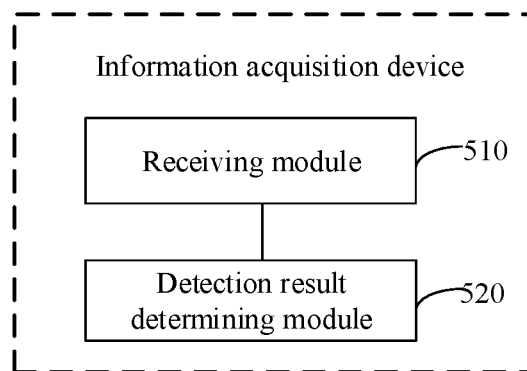 Information acquisition device
Receiving module
510
Detection result
determining module
520